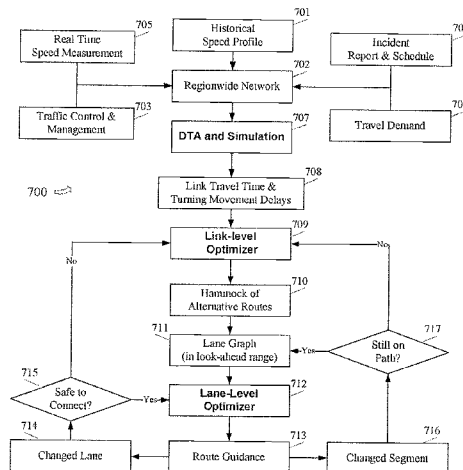 705
Real Time
Speed Measurement
701
Historical
Speed Profile
70
Incident
Report & Schedule
702
Regionwide Network
703
Traffic Control &
Management
70
Travel Demand
707
DTA and Simulation
700
708
Link Travel Time &
Turning Movement Delays
709
Link-level
Optimizer
No
No
710
Hammock of
Alternative Routes
711
Lane Graph
(in look-ahead range)
Yes
717
Still on
Path?
715
Safe to
Connect?
Yes
712
Lane-Level
Optimizer
714
Changed Lane
713
Route Guidance
716
Changed Segment